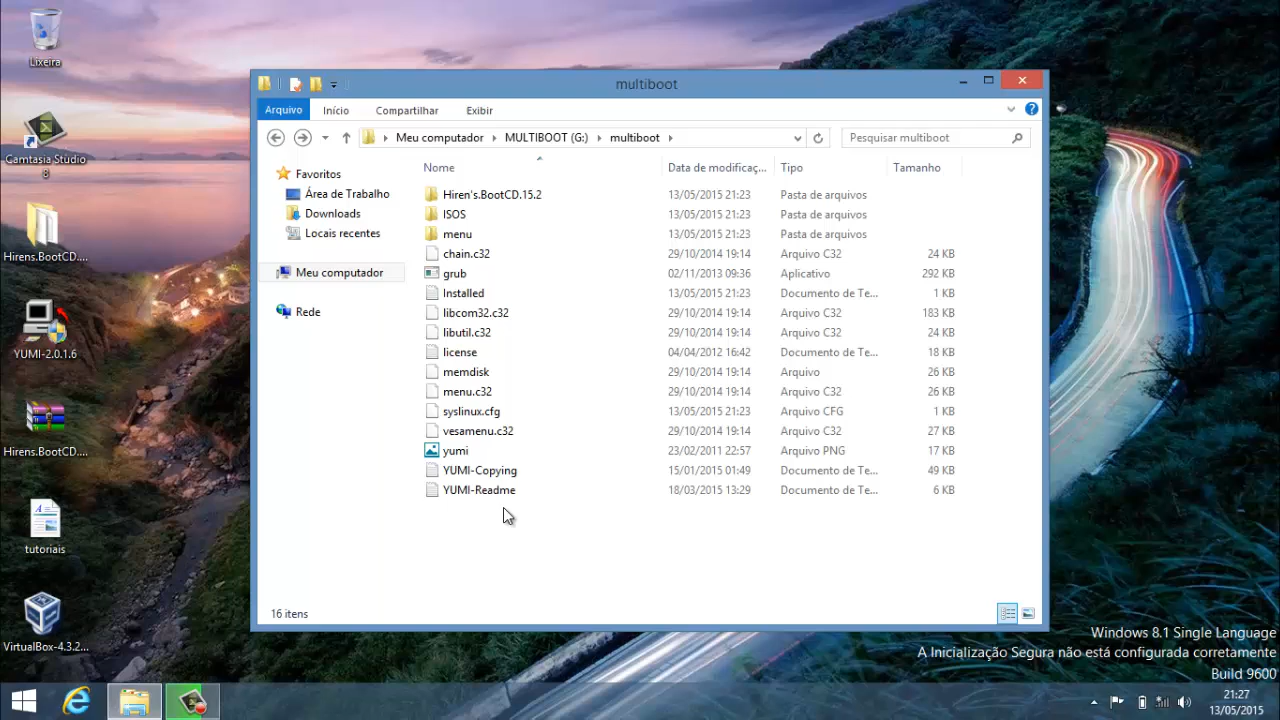 Lixeira
Camtasia Studio
8
Hirens.BootCD....
YUMI-2.0.1.6
Hirens.BootCD....
tutoriais
VirtualBox-4.3.2...
multiboot
Arquivo Início Compartilhar Exibir
Meu computador MULTIBOOT (G:) multiboot Pesquisar multiboot
Favoritos
Área de Trabalho
Downloads
Locais recentes
Meu computador
Rede
Nome Data de modificaç... Tipo Tamanho
Hiren's.BootCD.15.2 13/05/2015 21:23 Pasta de arquivos
ISOS 13/05/2015 21:23 Pasta de arquivos
menu 13/05/2015 21:23 Pasta de arquivos
chain.c32 29/10/2014 19:14 Arquivo C32 24 KB
grub 02/11/2013 09:36 Aplicativo 292 KB
Installed 13/05/2015 21:23 Documento de Te... 1 KB
libcom32.c32 29/10/2014 19:14 Arquivo C32 183 KB
libutil.c32 29/10/2014 19:14 Arquivo C32 24 KB
license 04/04/2012 16:42 Documento de Te... 18 KB
memdisk 29/10/2014 19:14 Arquivo 26 KB
menu.c32 29/10/2014 19:14 Arquivo C32 26 KB
syslinux.cfg 13/05/2015 21:23 Arquivo CFG 1 KB
vesamenu.c32 29/10/2014 19:14 Arquivo C32 27 KB
yumi 23/02/2011 22:57 Arquivo PNG 17 KB
YUMI-Copying 15/01/2015 01:49 Documento de Te... 49 KB
YUMI-Readme 18/03/2015 13:29 Documento de Te... 6 KB
16 itens
Windows 8.1 Single Language
A Inicialização Segura não está configurada corretamente
Build 9600
21:27
13/05/2015